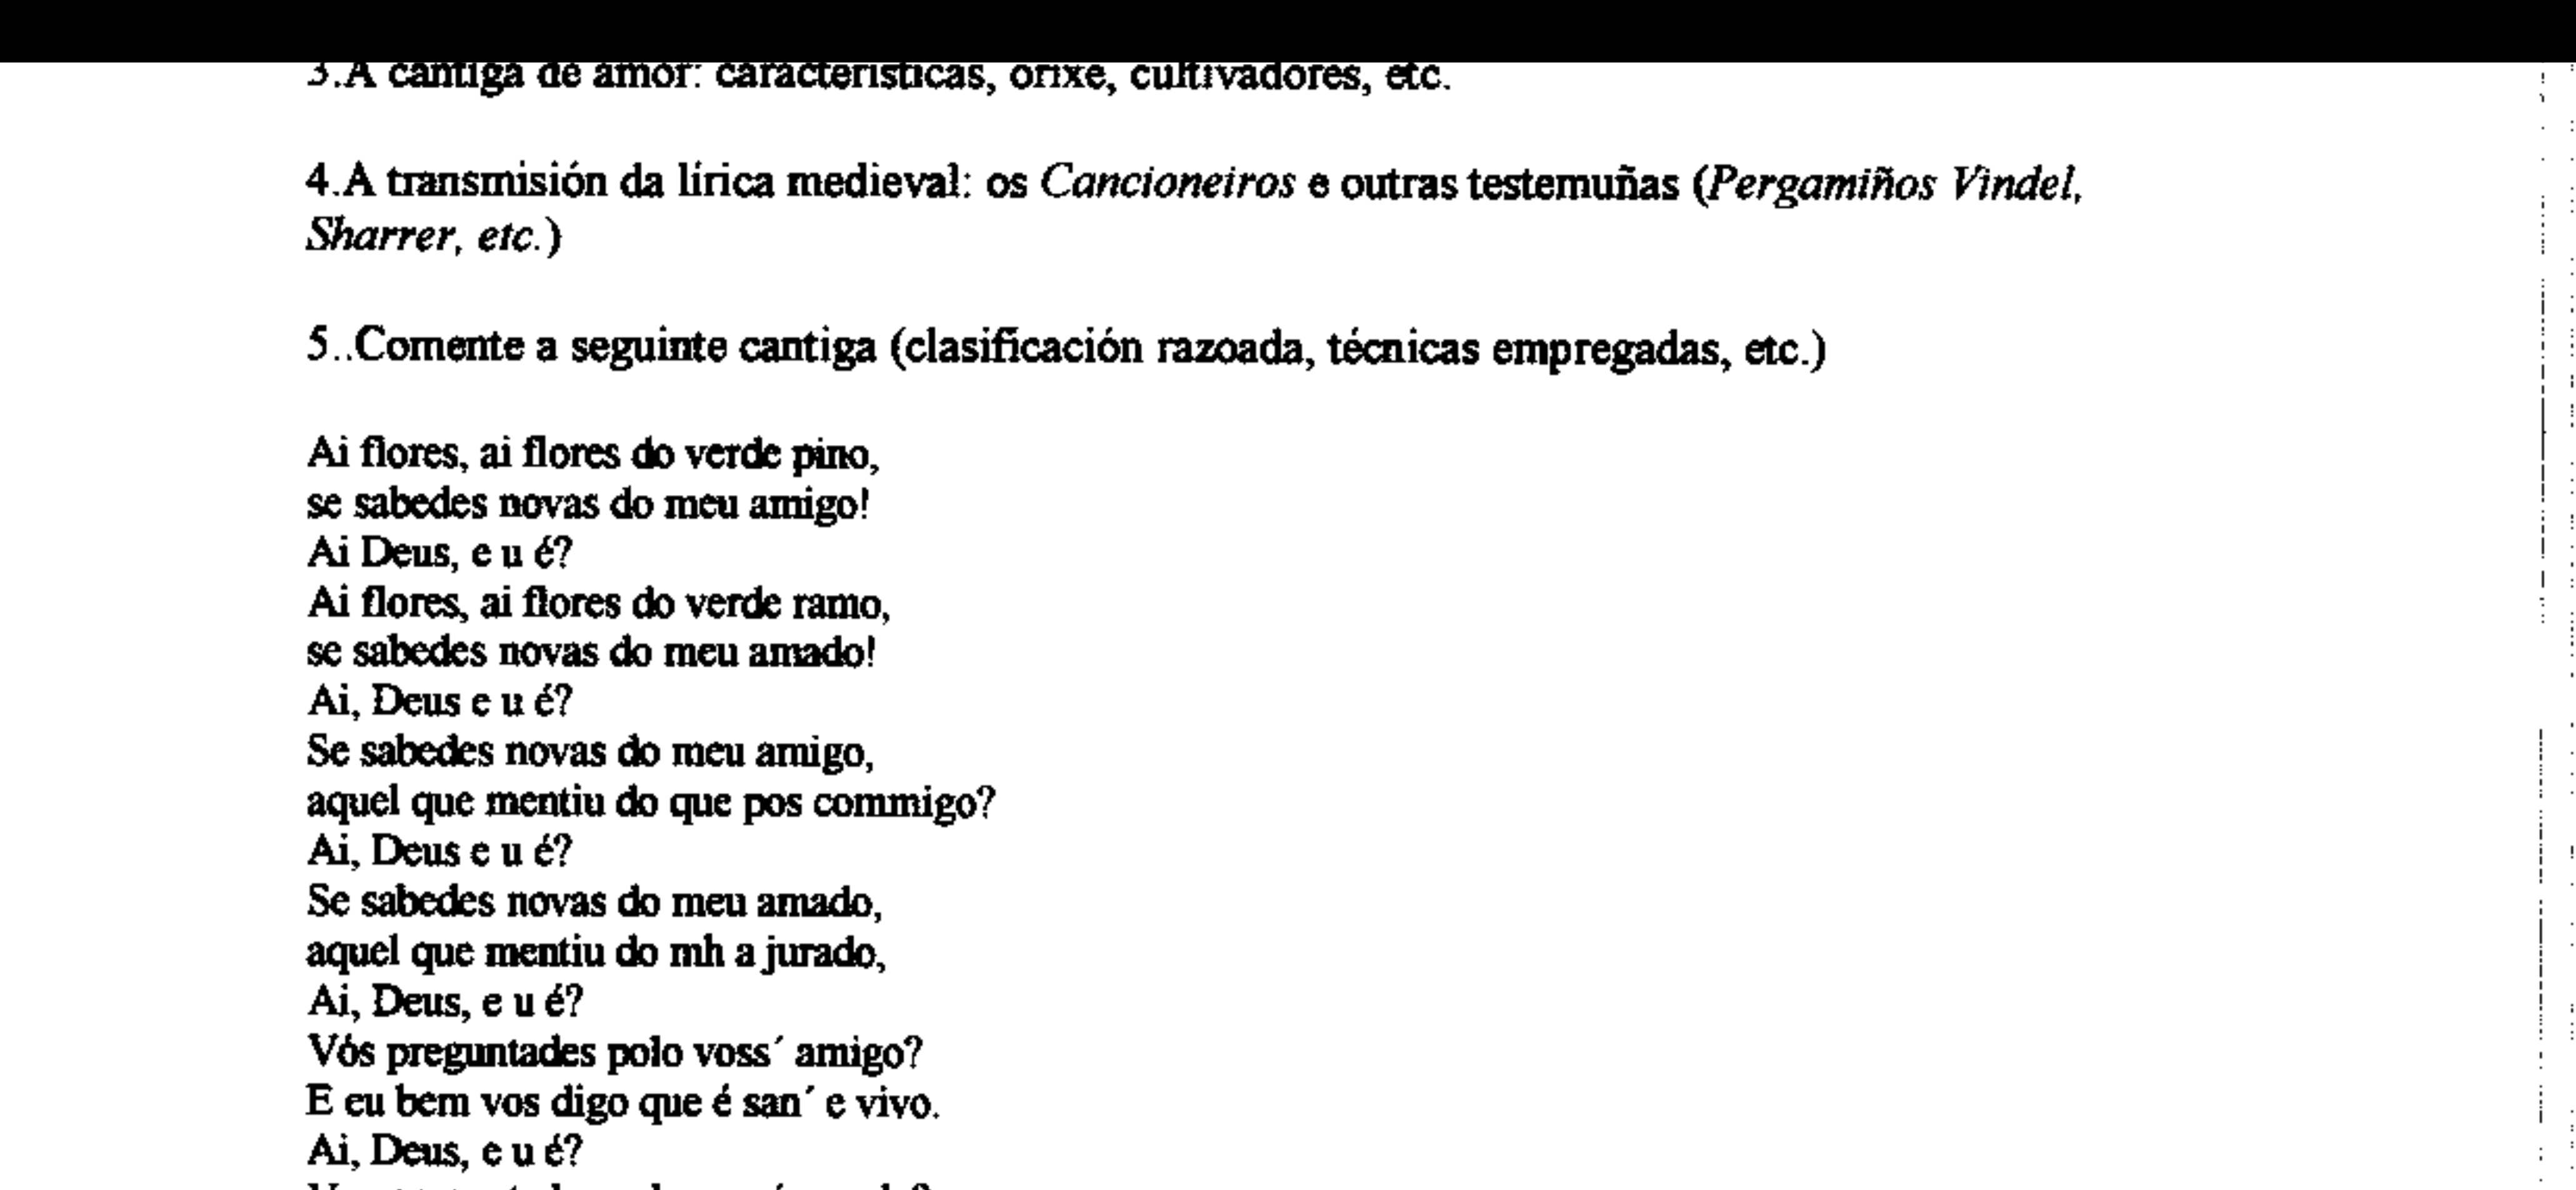 3.A cantiga de amor: características, orixe, cultivadores, etc.
4.A transmisión da lírica medieval: os Cancioneiros e outras testemuñas (Pergamiños Vindel,
Sharrer, etc.)
5..Comente a seguinte cantiga (clasificación razoada, técnicas empregadas, etc.)
Ai flores, ai flores do verde pino,
se sabedes novas do meu amigo!
Ai Deus, e u é?
Ai flores, ai flores do verde ramo,
se sabedes novas do meu amado!
Ai, Deus e u é?
Se sabedes novas do meu amigo,
aquel que mentiu do que pos commigo?
Ai, Deus e u é?
Se sabedes novas do meu amado,
aquel que mentiu do mh a jurado,
Ai, Deus, e u é?
Vós preguntades polo voss´ amigo?
E eu bem vos digo que é san´ e vivo.
Ai, Deus, e u é?